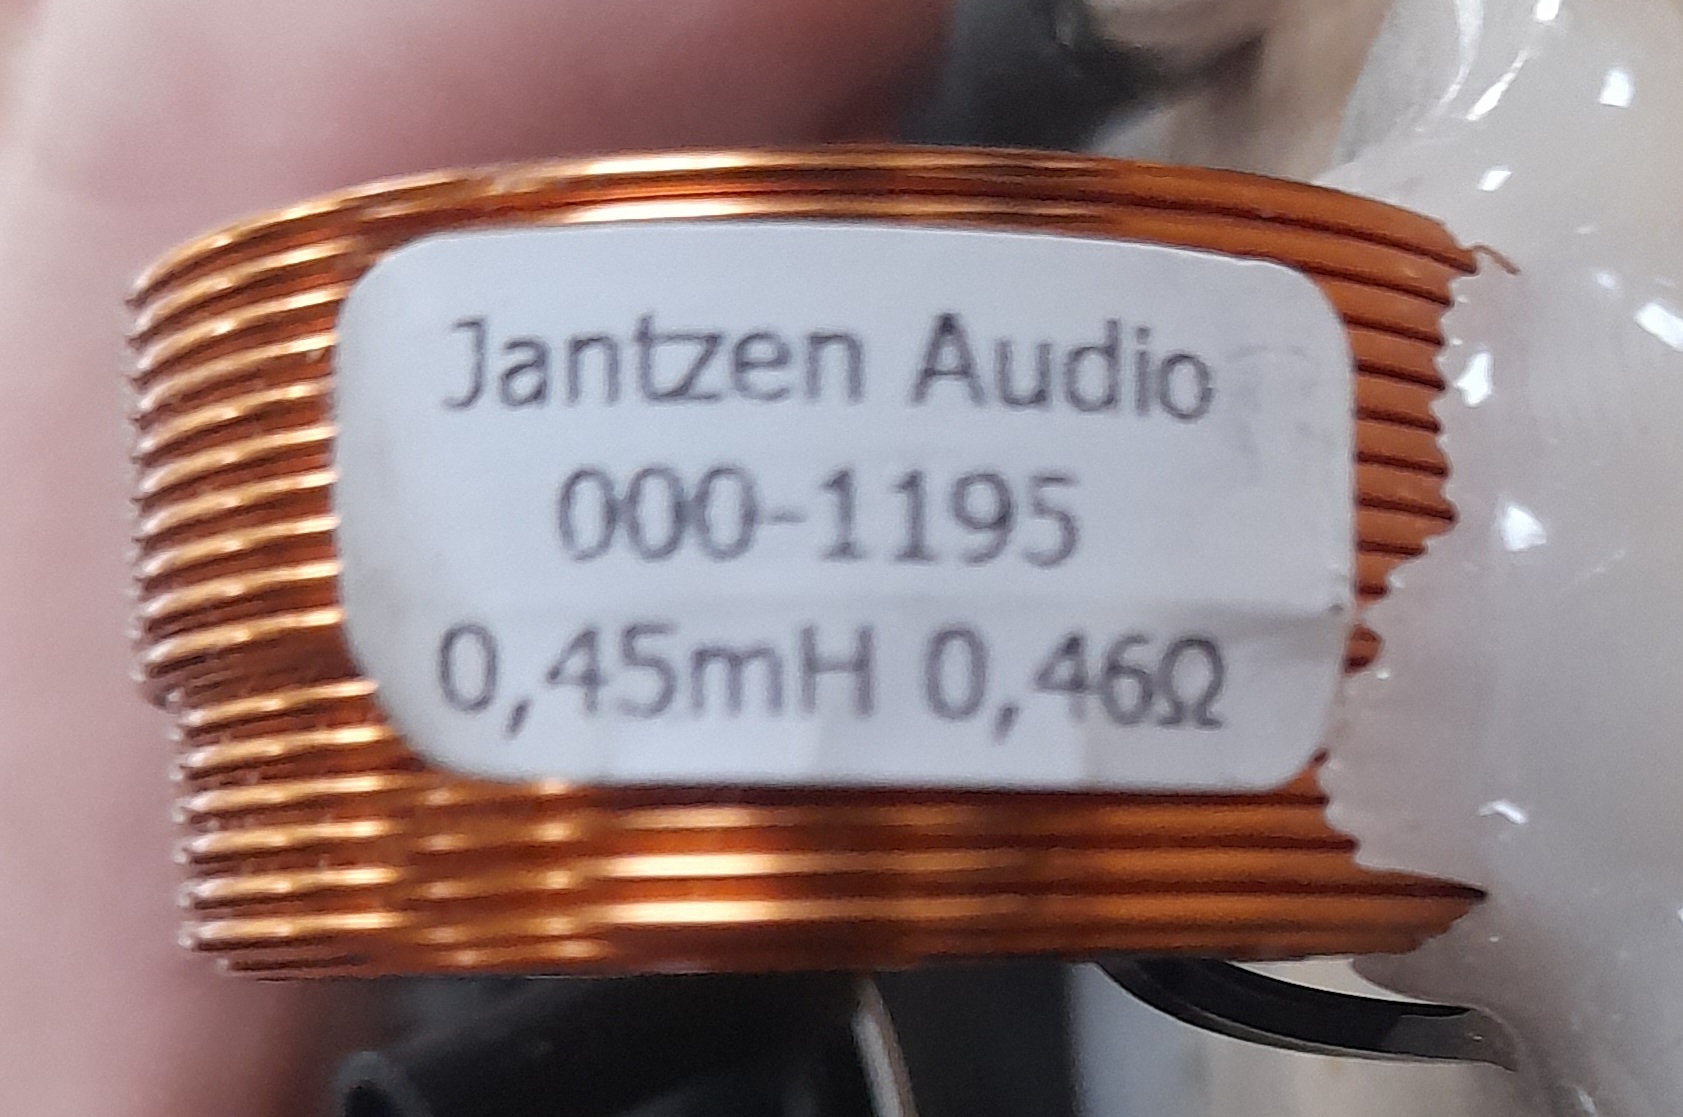 Jantzen Audio
000-1195
0,45mH 0,46Ω